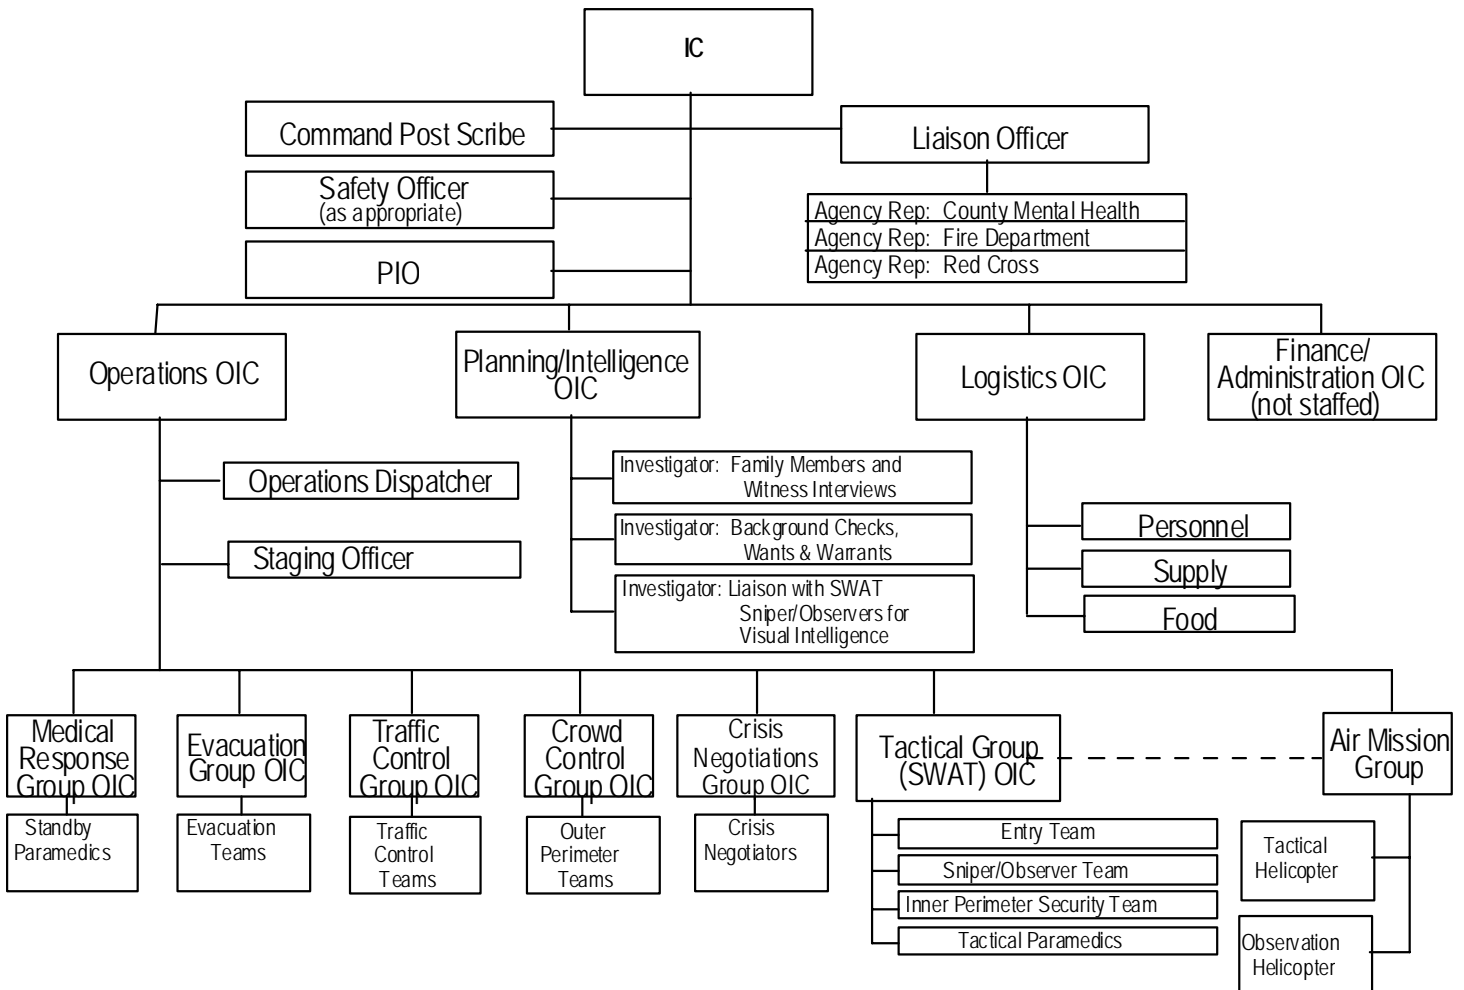 IC
Command Post Scribe
Liaison Officer
Safety Officer
(as appropriate)
Agency Rep: County Mental Health
Agency Rep: Fire Department
Agency Rep: Red Cross
PIO
Operations OIC
Planning/Intelligence
OIC
Logistics OIC
Finance/
Administration OIC
(not staffed)
Operations Dispatcher
Staging Officer
Investigator: Family Members and
Witness Interviews
Investigator: Background Checks,
Wants & Warrants
Investigator: Liaison with SWAT
Sniper/Observers for
Visual Intelligence
Personnel
Supply
Food
Medical
Response
Group OIC
Evacuation
Group OIC
Traffic
Control
Group OIC
Crowd
Control
Group OIC
Crisis
Negotiations
Group OIC
Tactical Group
(SWAT) OIC
Air Mission
Group
Standby
Paramedics
Evacuation
Teams
Traffic
Control
Teams
Outer
Perimeter
Teams
Crisis
Negotiators
Entry Team
Sniper/Observer Team
Inner Perimeter Security Team
Tactical Paramedics
Tactical
Helicopter
Observation
Helicopter